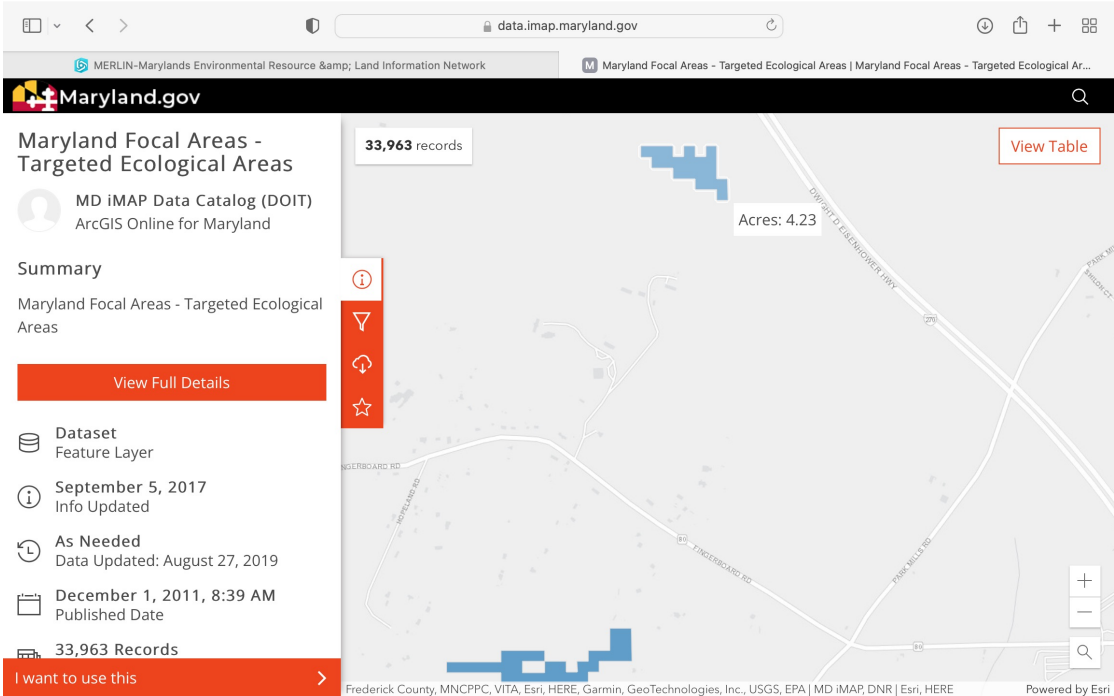 data.imap.maryland.gov
MERLIN-Marylands Environmental Resource &amp; Land Information Network
M Maryland Focal Areas - Targeted Ecological Areas | Maryland Focal Areas - Targeted Ecological Ar...
Maryland.gov
Maryland Focal Areas -
Targeted Ecological Areas
MD iMAP Data Catalog (DOIT)
ArcGIS Online for Maryland
Summary
Maryland Focal Areas - Targeted Ecological
Areas
View Full Details
Dataset
Feature Layer
September 5, 2017
Info Updated
As Needed
Data Updated: August 27, 2019
December 1, 2011, 8:39 AM
Published Date
33,963 Records
I want to use this
33,963 records
View Table
Acres: 4.23
DWIGHT D EISENHOWER HWY
PARK M
SHILOH CT
270
NGERBOARD RD
HOPELAND RD
80
FINGERBOARD RD
PARK MILLS RD
80
Frederick County, MNCPPC, VITA, Esri, HERE, Garmin, GeoTechnologies, Inc., USGS, EPA | MD iMAP, DNR | Esri, HERE
Powered by Esri